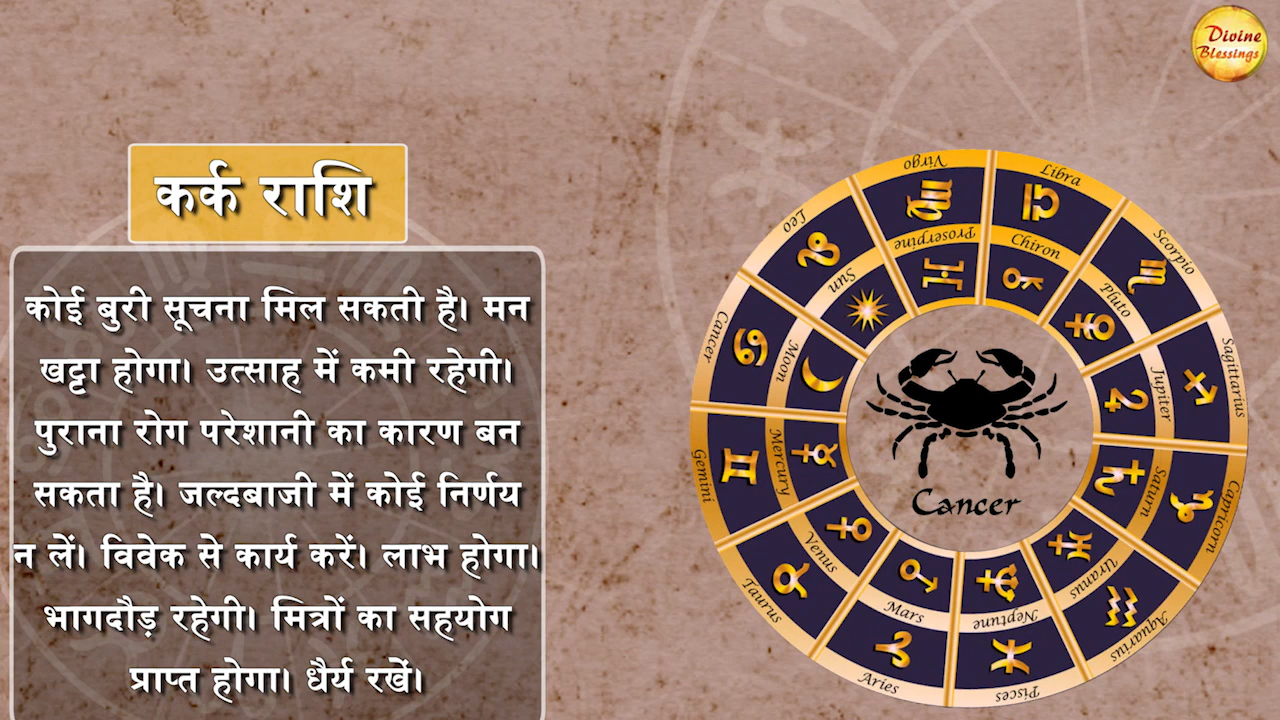 Divine
Blessings
कर्क राशि
कोई बुरी सूचना मिल सकती है। मन
खट्टा होगा। उत्साह में कमी रहेगी।
पुराना रोग परेशानी का कारण बन
सकता है। जल्दबाजी में कोई निर्णय
न लें। विवेक से कार्य करें। लाभ होगा।
भागदौड़ रहेगी। मित्रों का सहयोग
प्राप्त होगा। धैर्य रखें।
Virgo
Libra
Scorpio
Sagittarius
Capricorn
Aquarius
Pisces
Aries
Taurus
Gemini
Cancer
Leo
Proserpine
Chiron
Pluto
Jupiter
Saturn
Uranus
Neptune
Mars
Venus
Mercury
Moon
Sun
Cancer